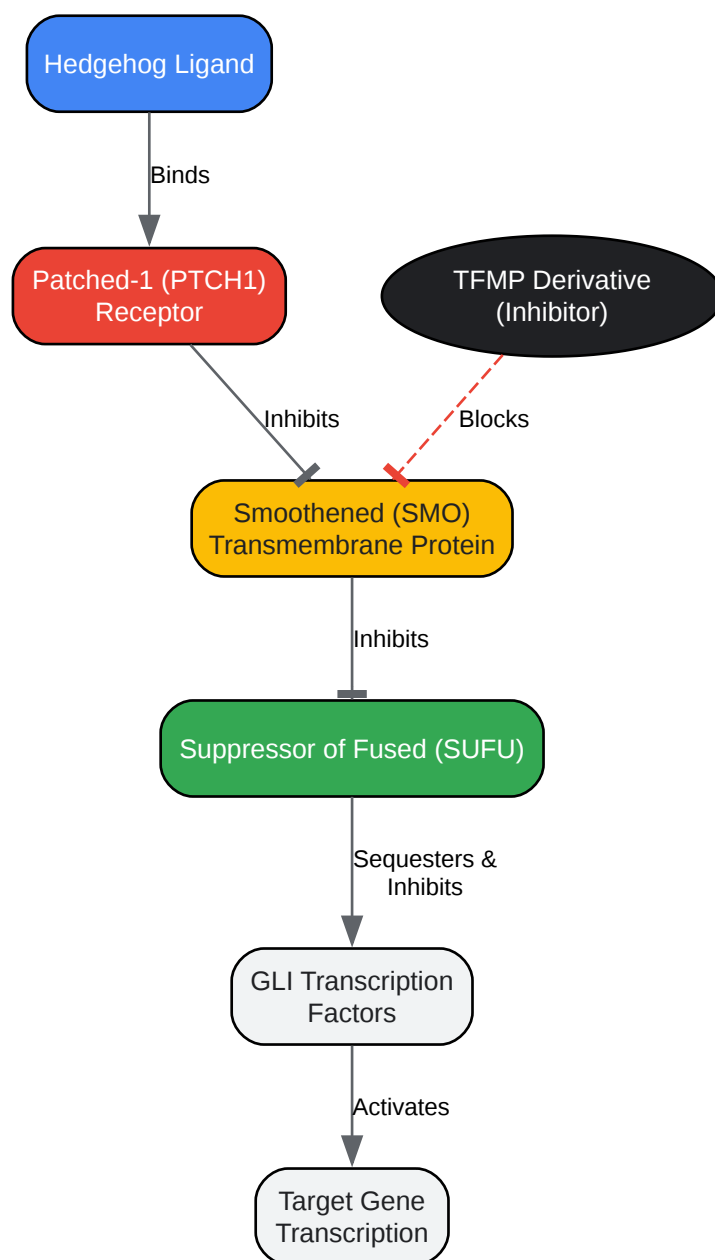 Hedgehog Ligand
Binds
Patched-1 (PTCH1)
Receptor
TFMP Derivative
(Inhibitor)
Inhibits
Blocks
Smoothened (SMO)
Transmembrane Protein
Inhibits
Suppressor of Fused (SUFU)
Sequesters &
Inhibits
GLI Transcription
Factors
Activates
Target Gene
Transcription